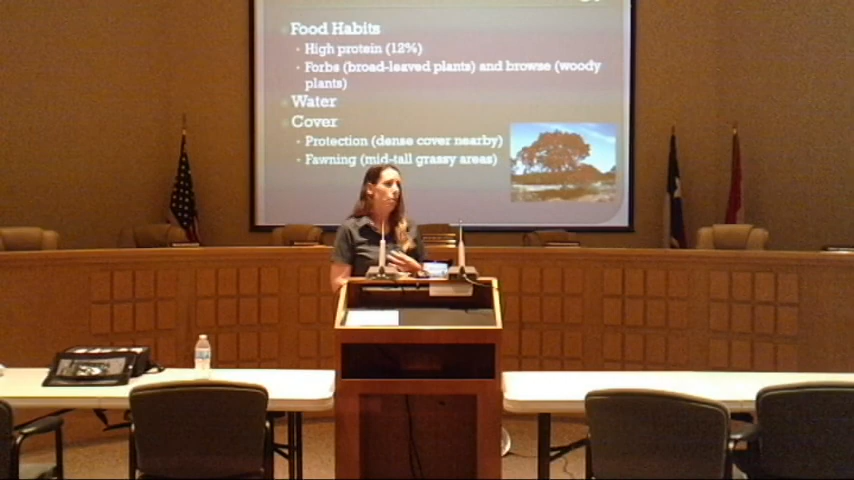 Food Habits
• High protein (12%)
• Forbs (broad-leaved plants) and browse (woody
plants)
Water
Cover
• Protection (dense cover nearby)
• Fawning (mid-tall grassy areas)